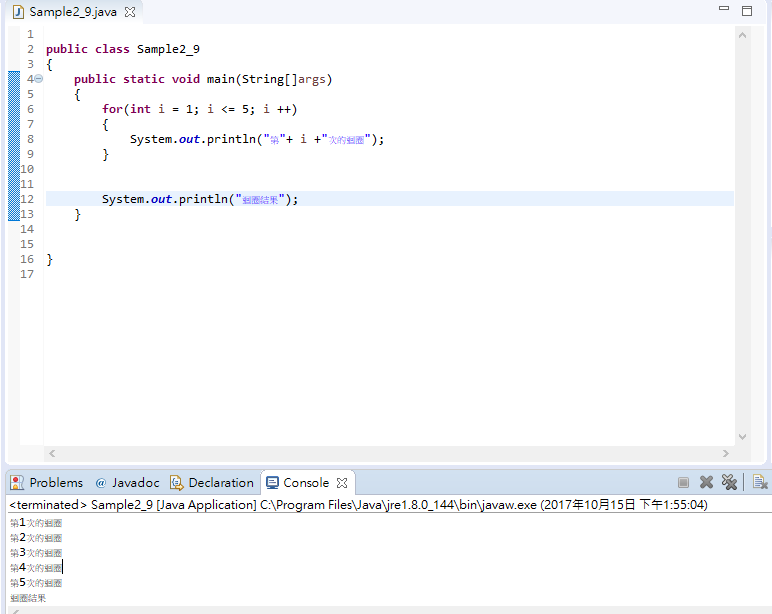 Sample2_9.java
1
2 public class Sample2_9
3 {
4 public static void main(String[]args)
5 {
6 for(int i = 1; i <= 5; i ++)
7 {
8 System.out.println("第"+ i +"次的迴圈");
9 }
10
11
12 System.out.println("迴圈結果");
13 }
14
15
16 }
17
Problems @ Javadoc Declaration Console
<terminated> Sample2_9 [Java Application] C:\Program Files\Java\jre1.8.0_144\bin\javaw.exe (2017年10月15日 下午1:55:04)
第1次的迴圈
第2次的迴圈
第3次的迴圈
第4次的迴圈
第5次的迴圈
迴圈結果